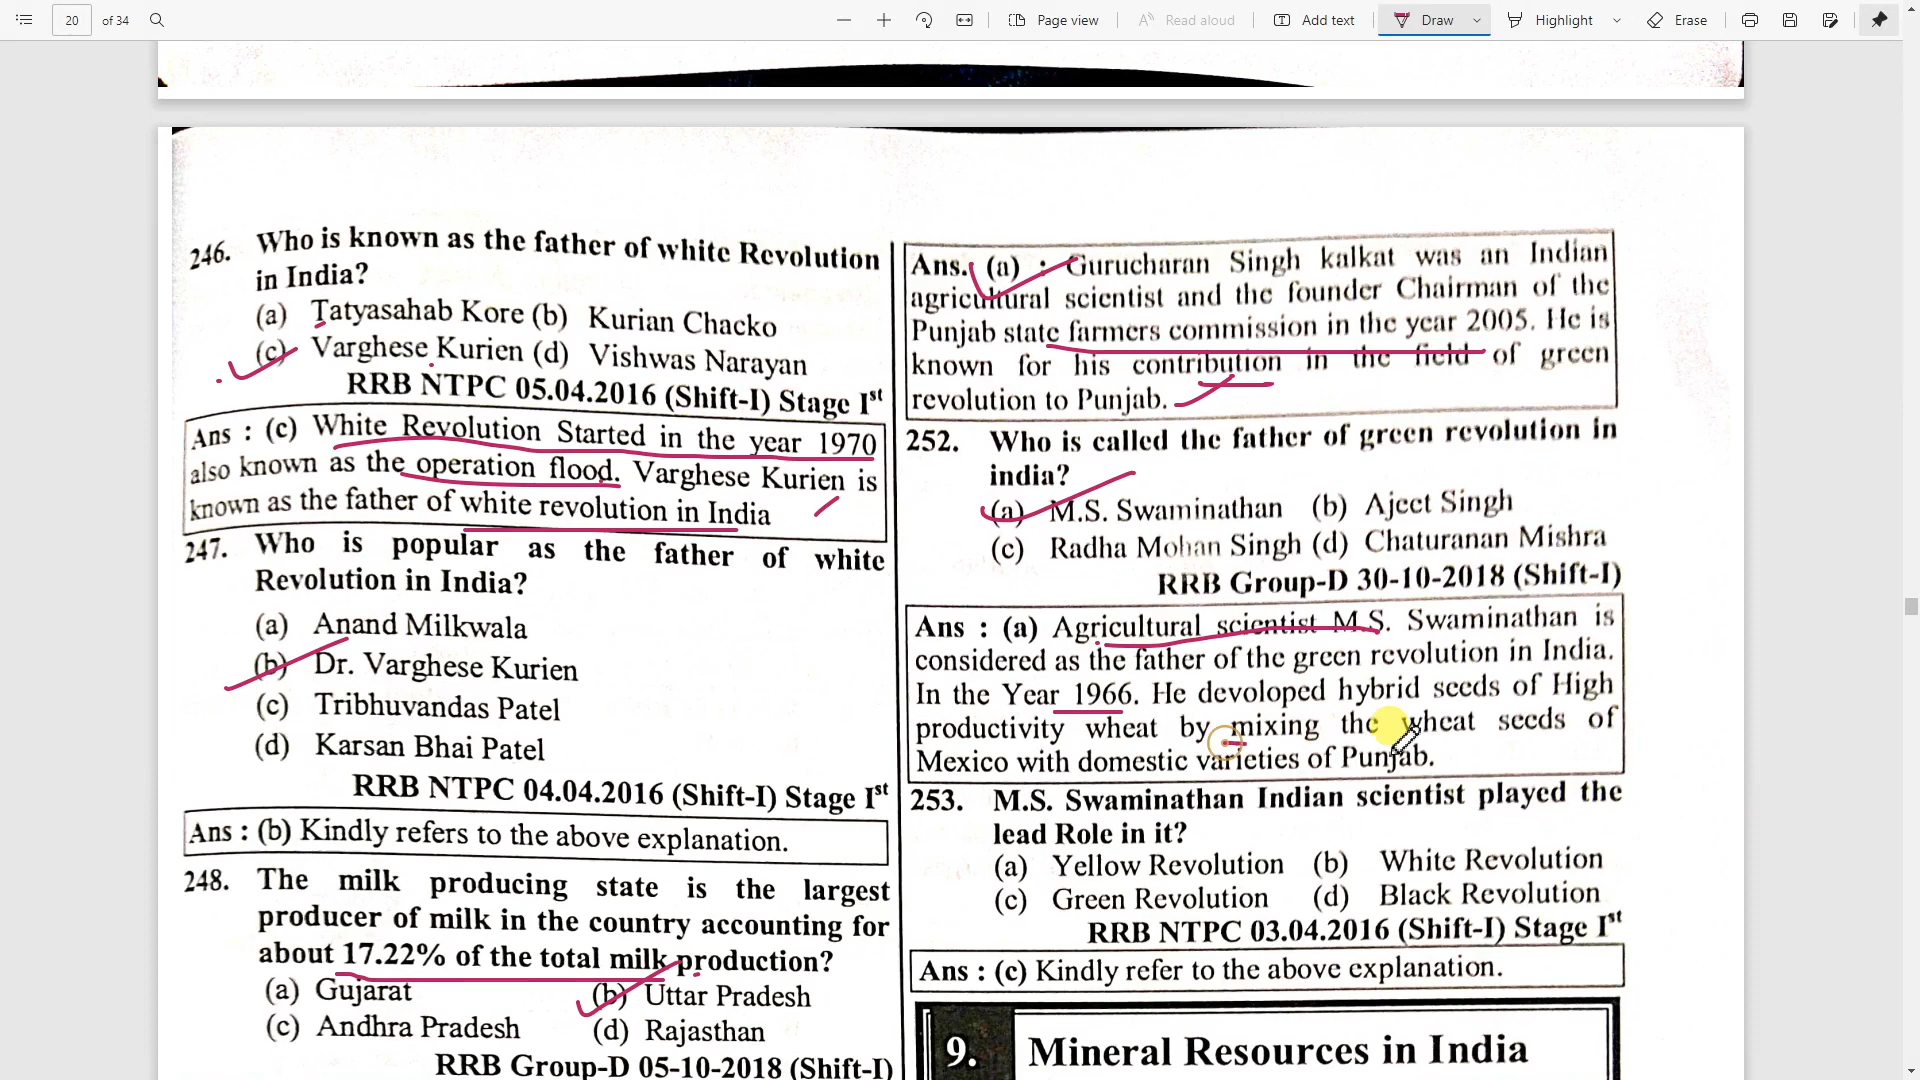 20 of 34
Page view
Read aloud
Add text
Draw
Highlight
Erase
246. Who is known as the father of white Revolution
in India?
(a) Tatyasahab Kore (b) Kurian Chacko
(c) Varghese Kurien (d) Vishwas Narayan
RRB NTPC 05.04.2016 (Shift-I) Stage Ist
Ans : (c) White Revolution Started in the year 1970
also known as the operation flood. Varghese Kurien is
known as the father of white revolution in India
247. Who is popular as the father of white
Revolution in India?
(a) Anand Milkwala
(b) Dr. Varghese Kurien
(c) Tribhuvandas Patel
(d) Karsan Bhai Patel
RRB NTPC 04.04.2016 (Shift-I) Stage Ist
Ans : (b) Kindly refers to the above explanation.
248. The milk producing state is the largest
producer of milk in the country accounting for
about 17.22% of the total milk production?
(a) Gujarat (b) Uttar Pradesh
(c) Andhra Pradesh (d) Rajasthan
RRB Group-D 05-10-2018 (Shift-I)
Ans. (a) : Gurucharan Singh kalkat was an Indian
agricultural scientist and the founder Chairman of the
Punjab state farmers commission in the year 2005. He is
known for his contribution in the field of green
revolution to Punjab.
252. Who is called the father of green revolution in
india?
(a) M.S. Swaminathan (b) Ajeet Singh
(c) Radha Mohan Singh (d) Chaturanan Mishra
RRB Group-D 30-10-2018 (Shift-I)
Ans : (a) Agricultural scientist M.S. Swaminathan is
considered as the father of the green revolution in India.
In the Year 1966. He devoloped hybrid seeds of High
productivity wheat by mixing the wheat seeds of
Mexico with domestic varieties of Punjab.
253. M.S. Swaminathan Indian scientist played the
lead Role in it?
(a) Yellow Revolution (b) White Revolution
(c) Green Revolution (d) Black Revolution
RRB NTPC 03.04.2016 (Shift-I) Stage Ist
Ans : (c) Kindly refer to the above explanation.
9. Mineral Resources in India